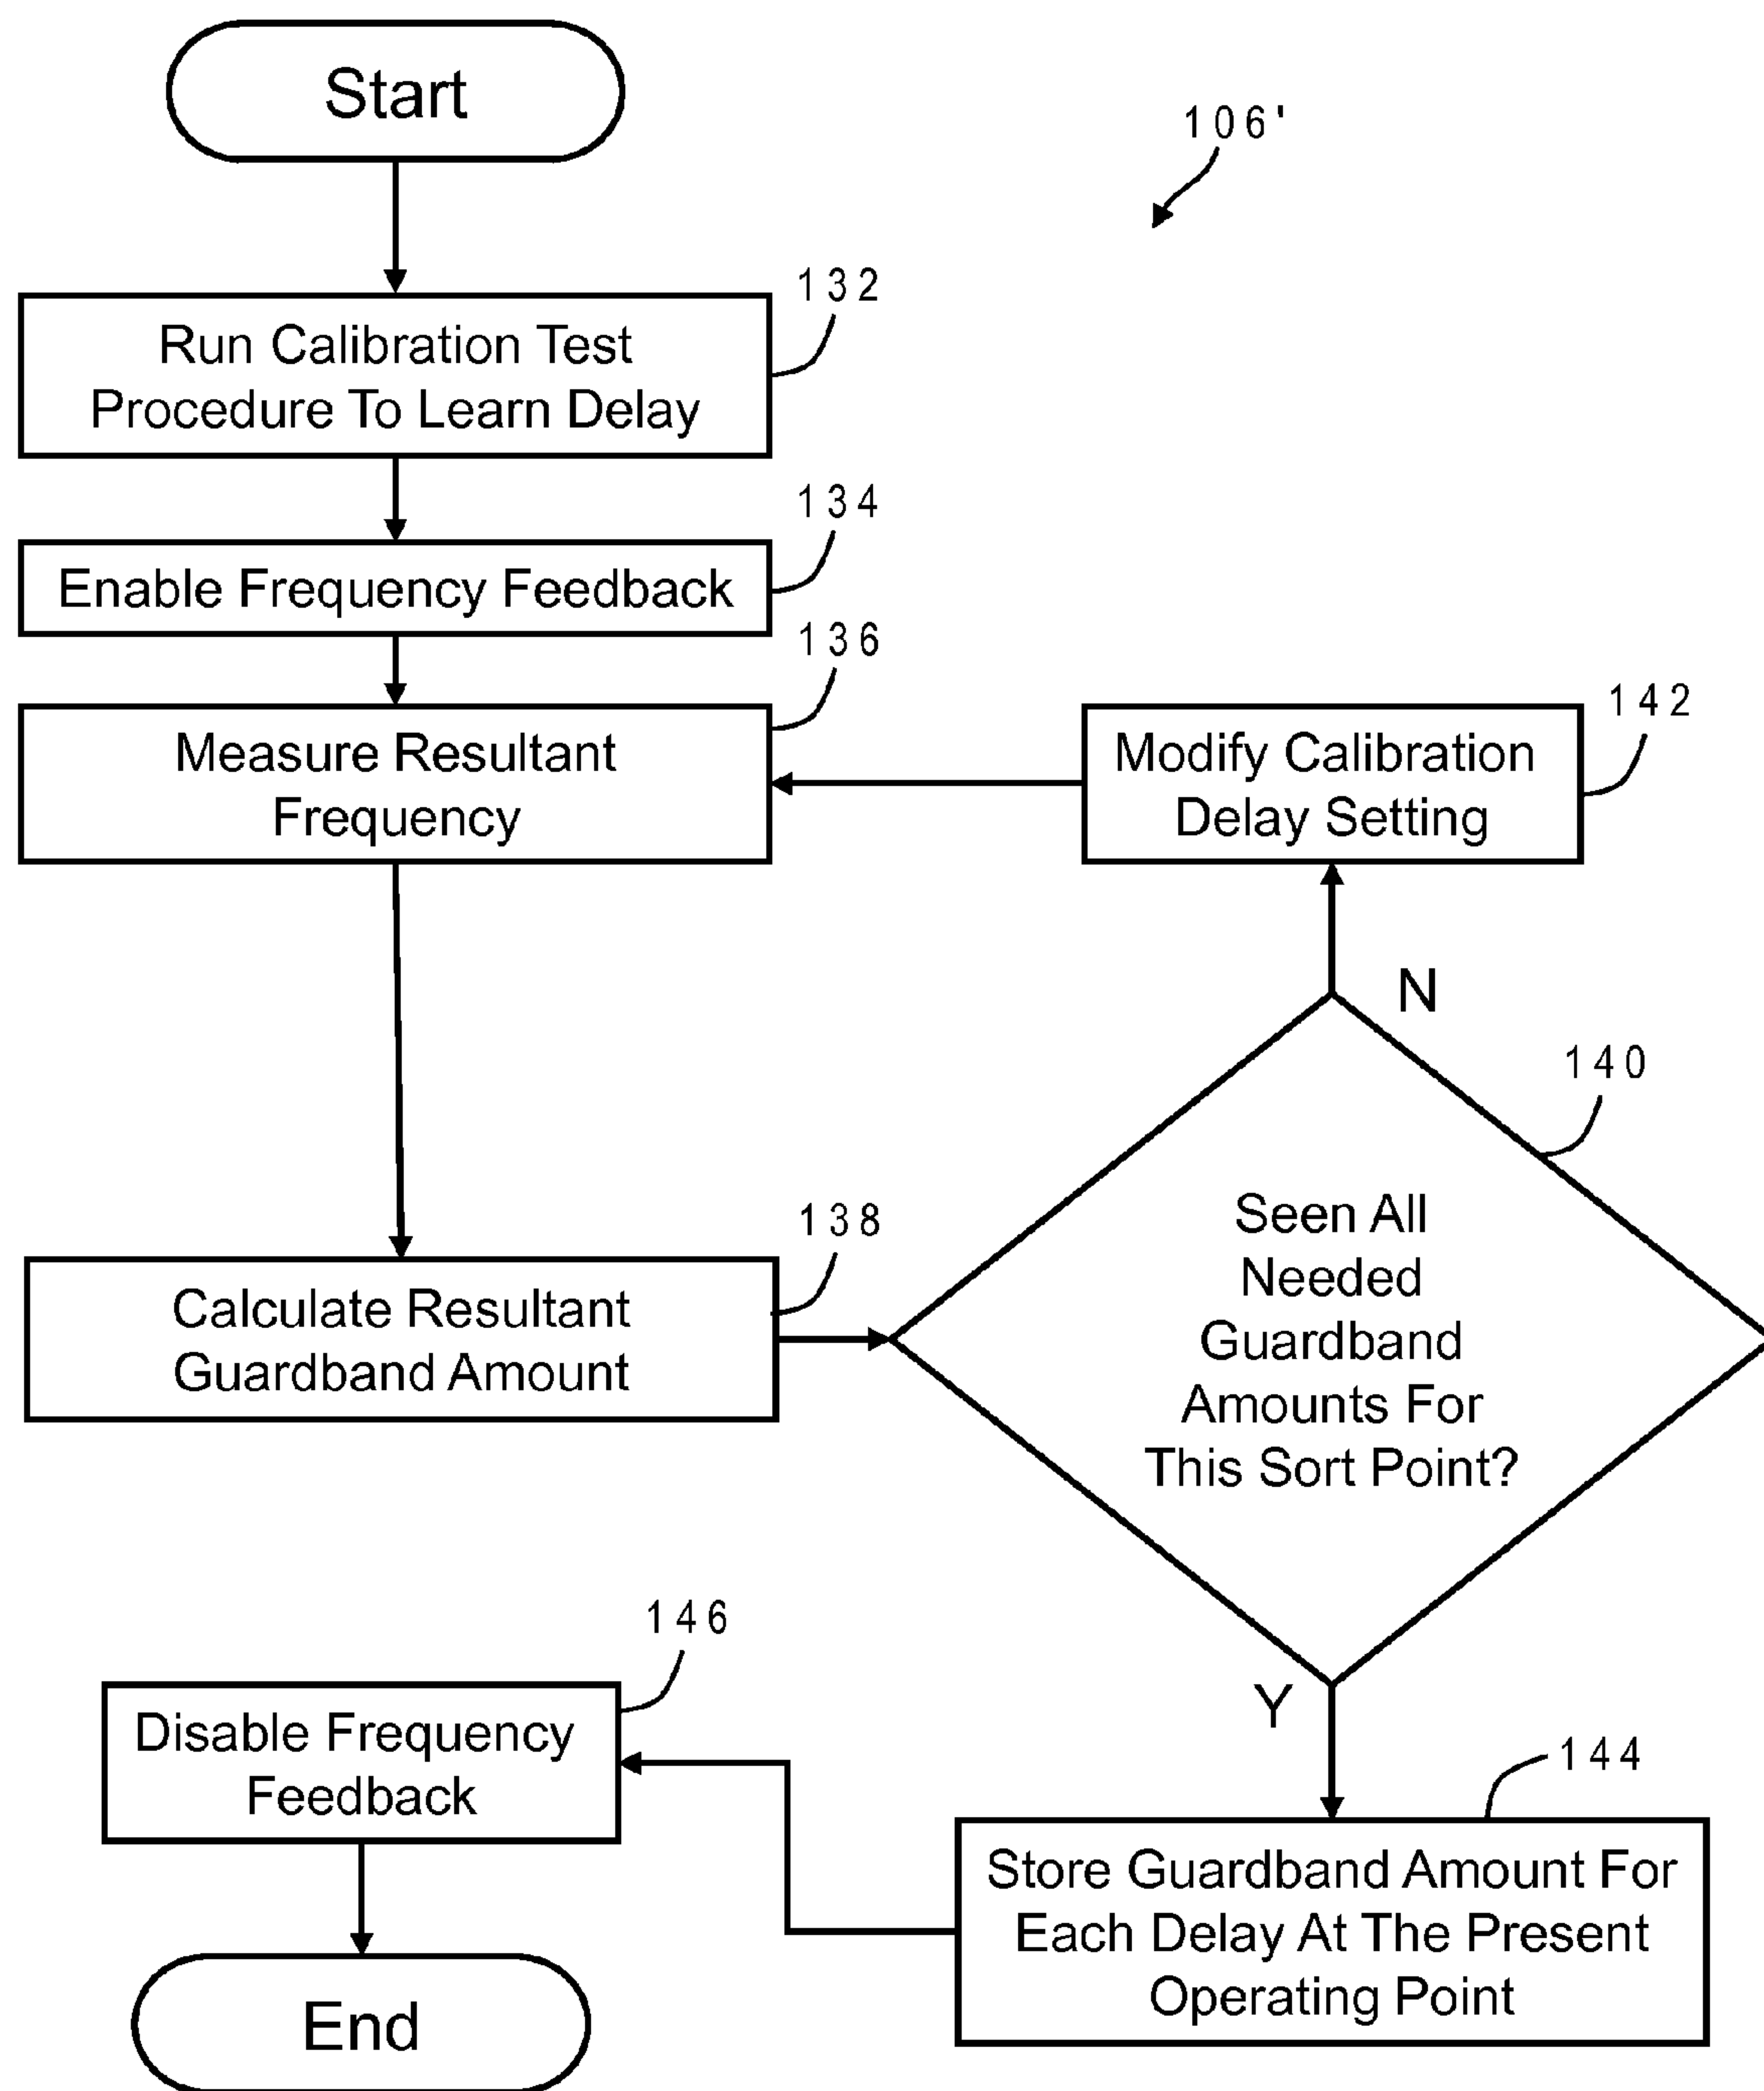 Start
106'
132
Run Calibration Test
Procedure To Learn Delay
134
Enable Frequency Feedback
136
Measure Resultant
Frequency
142
Modify Calibration
Delay Setting
N
140
138
Calculate Resultant
Guardband Amount
Seen All
Needed
Guardband
Amounts For
This Sort Point?
Y
146
Disable Frequency
Feedback
144
Store Guardband Amount For
Each Delay At The Present
Operating Point
End